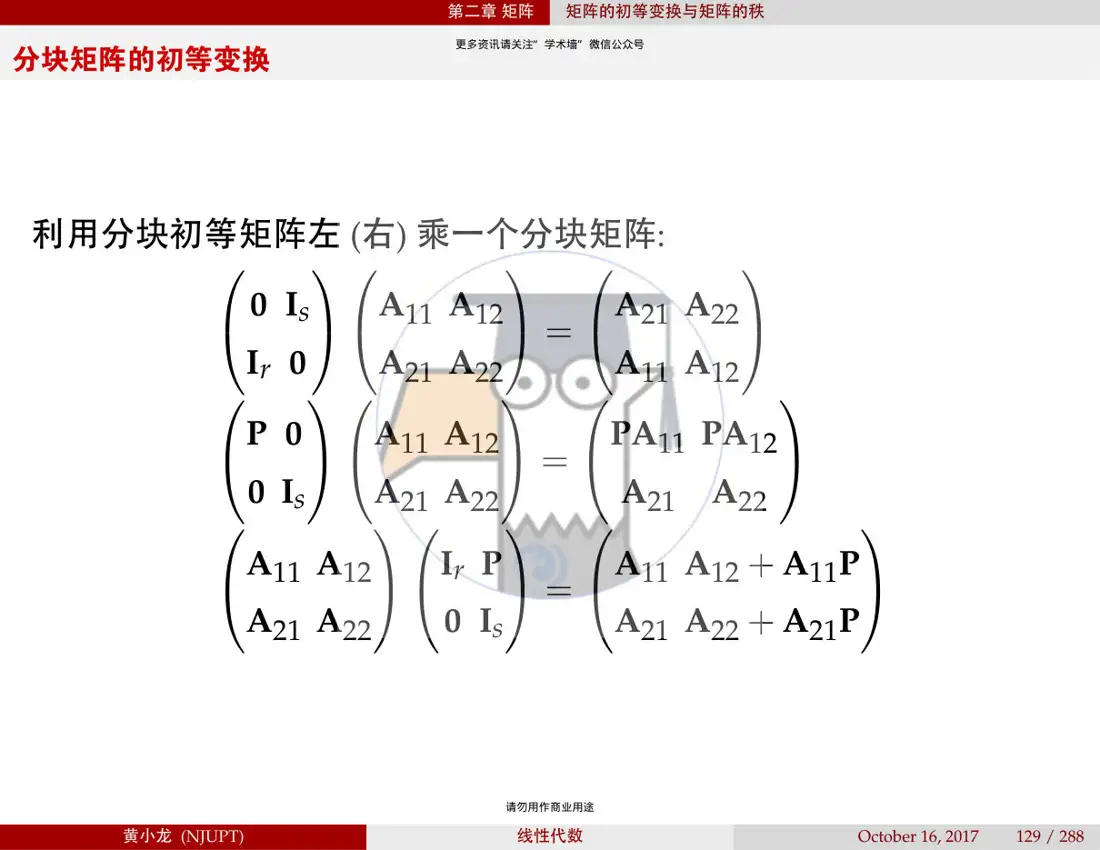 第二章 矩阵 矩阵的初等变换与矩阵的秩
更多资讯请关注“学术墙”微信公众号
分块矩阵的初等变换
利用分块初等矩阵左 (右) 乘一个分块矩阵:
0 Iₛ A₁₁ A₁₂ = A₂₁ A₂₂
Iᵣ 0 A₂₁ A₂₂ A₁₁ A₁₂
P 0 A₁₁ A₁₂ = PA₁₁ PA₁₂
0 Iₛ A₂₁ A₂₂ A₂₁ A₂₂
A₁₁ A₁₂ Iᵣ P = A₁₁ A₁₂ + A₁₁P
A₂₁ A₂₂ 0 Iₛ A₂₁ A₂₂ + A₂₁P
请勿用作商业用途
黄小龙 (NJUPT) 线性代数 October 16, 2017 129 / 288